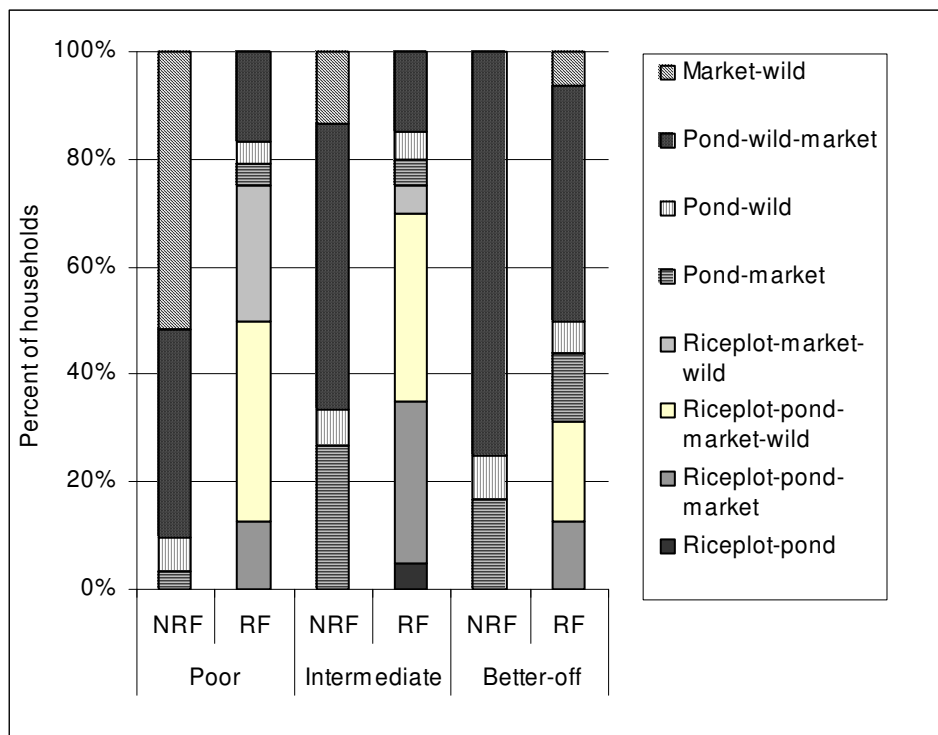 Percent of households
100%
80%
60%
40%
20%
0%
NRF RF NRF RF NRF RF
Poor Intermediate Better-off
Market-wild
Pond-wild-market
Pond-wild
Pond-market
Riceplot-market-
wild
Riceplot-pond-
market-wild
Riceplot-pond-
market
Riceplot-pond